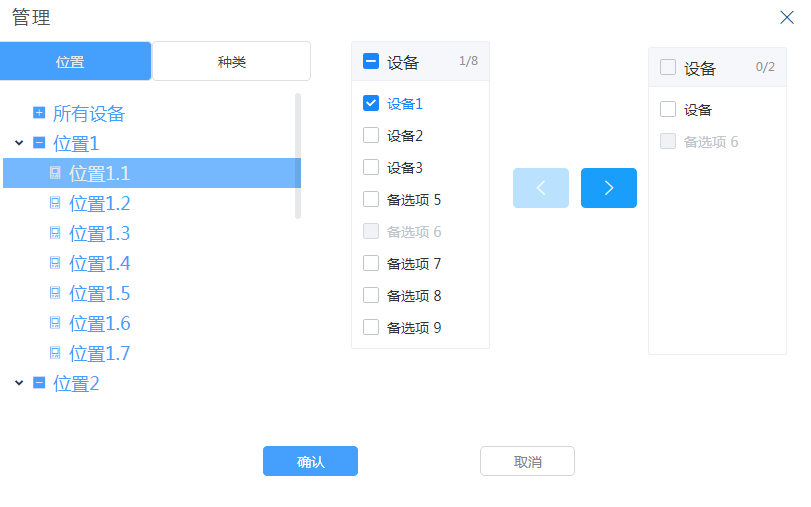 管理
位置
种类
所有设备
位置1
位置1.1
位置1.2
位置1.3
位置1.4
位置1.5
位置1.6
位置1.7
位置2
设备 1/8
设备1
设备2
设备3
备选项 5
备选项 6
备选项 7
备选项 8
备选项 9
设备 0/2
设备
备选项 6
确认
取消